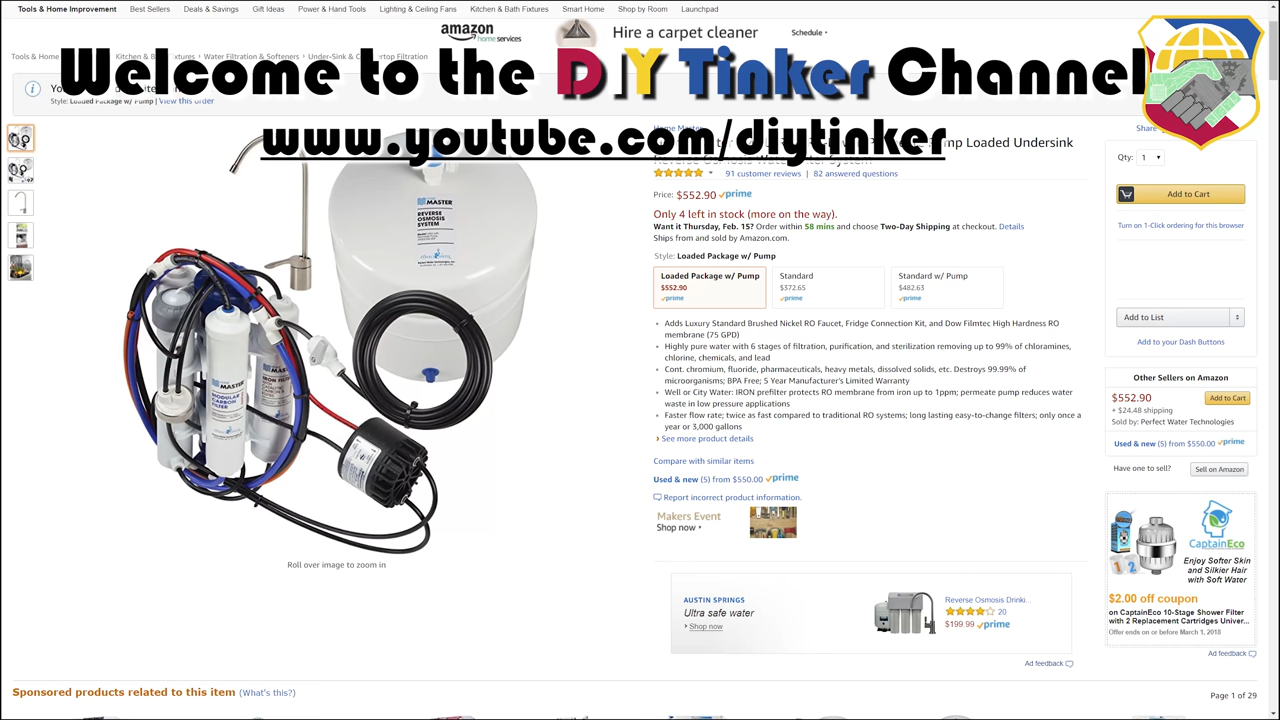 Tools & Home Improvement Best Sellers Deals & Savings Gift Ideas Power & Hand Tools Lighting & Ceiling Fans Kitchen & Bath Fixtures Smart Home Shop by Room Launchpad
amazon home services
Hire a carpet cleaner
Schedule
Tools & Home
Kitchen & B
xtures › Water Filtration & Softeners › Under-Sink & C
rtop Filtration
Welcome to the DIY Tinker Channel
Style: Loaded Package w/ Pump | View this order
www.youtube.com/diytinker
Home Master
Share
mp Loaded Undersink
Reverse Osmosis Water Filter System
91 customer reviews | 82 answered questions
Price: $552.90 prime
Only 4 left in stock (more on the way).
Want it Thursday, Feb. 15? Order within 58 mins and choose Two-Day Shipping at checkout. Details
Ships from and sold by Amazon.com.
Style: Loaded Package w/ Pump
Loaded Package w/ Pump
$552.90
prime
Standard
$372.65
prime
Standard w/ Pump
$482.63
prime
Adds Luxury Standard Brushed Nickel RO Faucet, Fridge Connection Kit, and Dow Filmtec High Hardness RO
membrane (75 GPD)
Highly pure water with 6 stages of filtration, purification, and sterilization removing up to 99% of chloramines,
chlorine, chemicals, and lead
Cont. chromium, fluoride, pharmaceuticals, heavy metals, dissolved solids, etc. Destroys 99.99% of
microorganisms; BPA Free; 5 Year Manufacturer's Limited Warranty
Well or City Water: IRON prefilter protects RO membrane from iron up to 1ppm; permeate pump reduces water
waste in low pressure applications
Faster flow rate; twice as fast compared to traditional RO systems; long lasting easy-to-change filters; only once a
year or 3,000 gallons
› See more product details
Compare with similar items
Used & new (5) from $550.00 prime
Report incorrect product information.
Makers Event
Shop now
MASTER
REVERSE
OSMOSIS
SYSTEM
MASTER
MODULAR
CARBON
FILTER
MASTER
IRON FILTER
Roll over image to zoom in
AUSTIN SPRINGS
Ultra safe water
› Shop now
Reverse Osmosis Drinki...
20
$199.99 prime
Ad feedback
Qty: 1
Add to Cart
Turn on 1-Click ordering for this browser
Add to List
Add to your Dash Buttons
Other Sellers on Amazon
$552.90 Add to Cart
+ $24.48 shipping
Sold by: Perfect Water Technologies
Used & new (5) from $550.00 prime
Have one to sell? Sell on Amazon
CaptainEco
1 2
Enjoy Softer Skin
and Silkier Hair
with Soft Water
$2.00 off coupon
on CaptainEco 10-Stage Shower Filter
with 2 Replacement Cartridges Univer...
Offer ends on or before March 1, 2018
Ad feedback
Sponsored products related to this item (What's this?)
Page 1 of 29